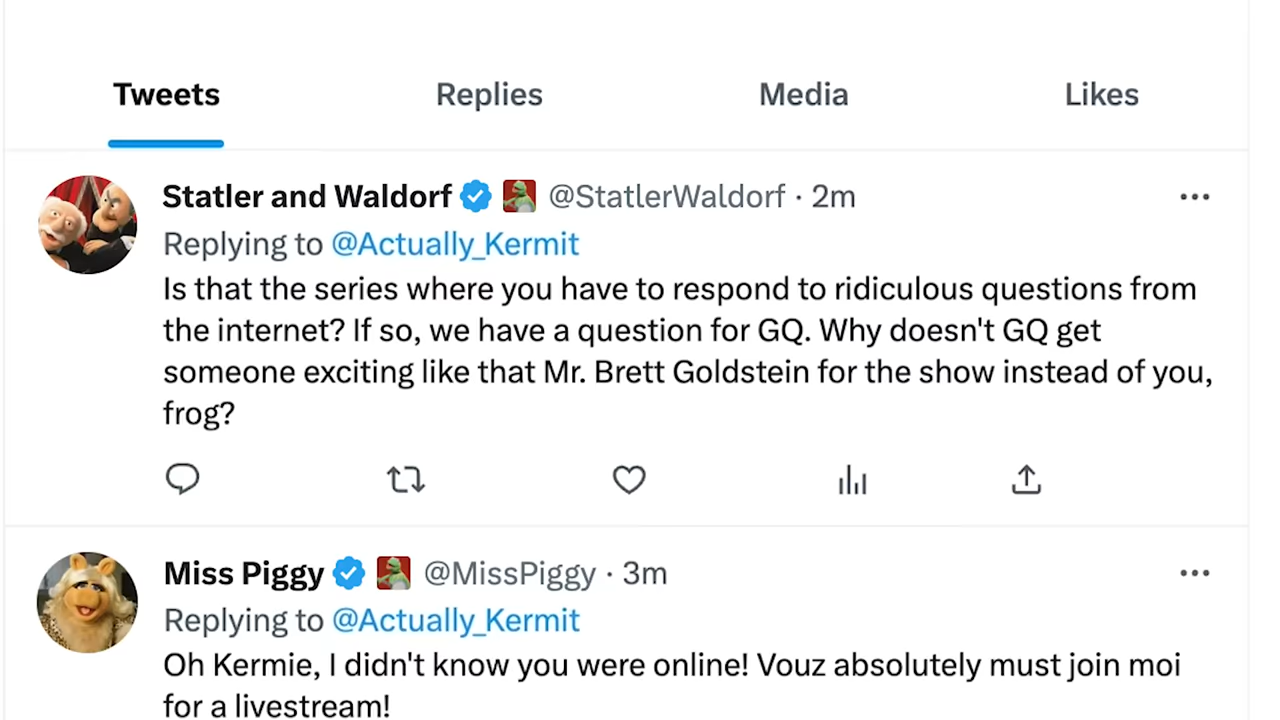 Tweets Replies Media Likes
Statler and Waldorf @StatlerWaldorf · 2m
Replying to @Actually_Kermit
Is that the series where you have to respond to ridiculous questions from
the internet? If so, we have a question for GQ. Why doesn't GQ get
someone exciting like that Mr. Brett Goldstein for the show instead of you,
frog?
Miss Piggy @MissPiggy · 3m
Replying to @Actually_Kermit
Oh Kermie, I didn't know you were online! Vouz absolutely must join moi
for a livestream!